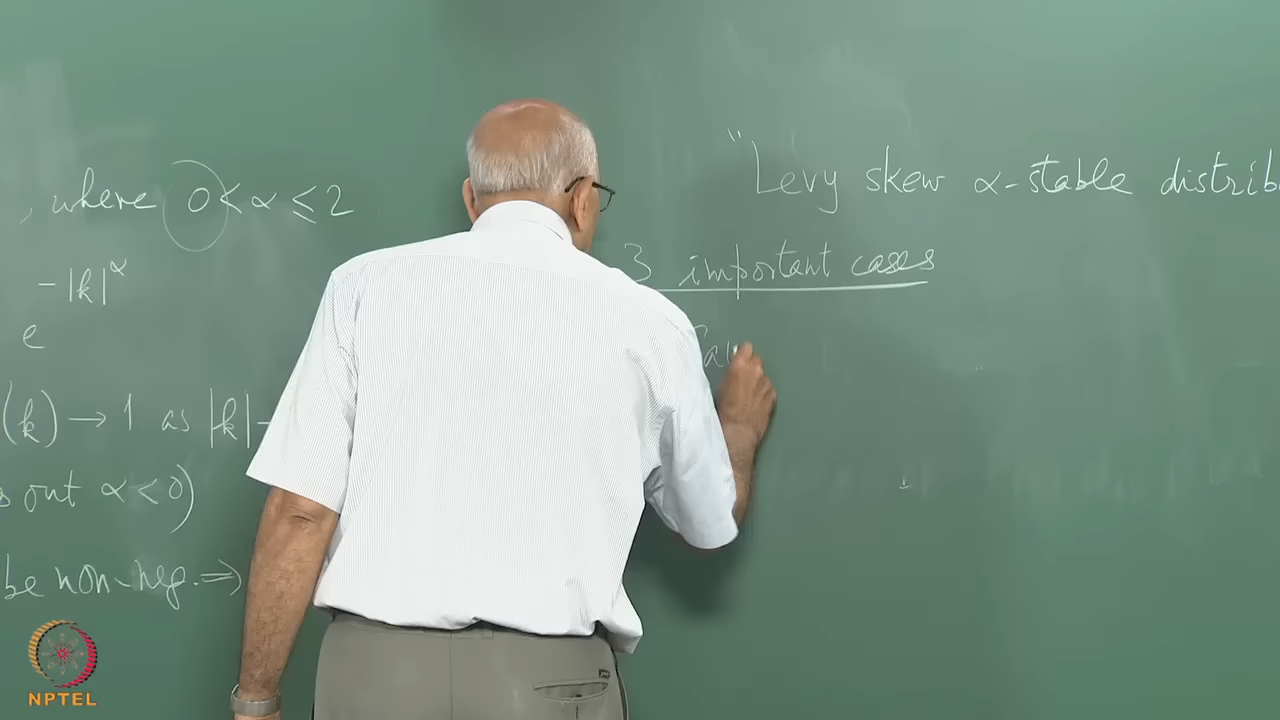 , where 0 < α ≤ 2
e^{-|k|^α}
(k) → 1 as |k| -
out α < 0)
be non-neg. ⇒
"Levy skew α-stable distrib
3 important cases
NPTEL